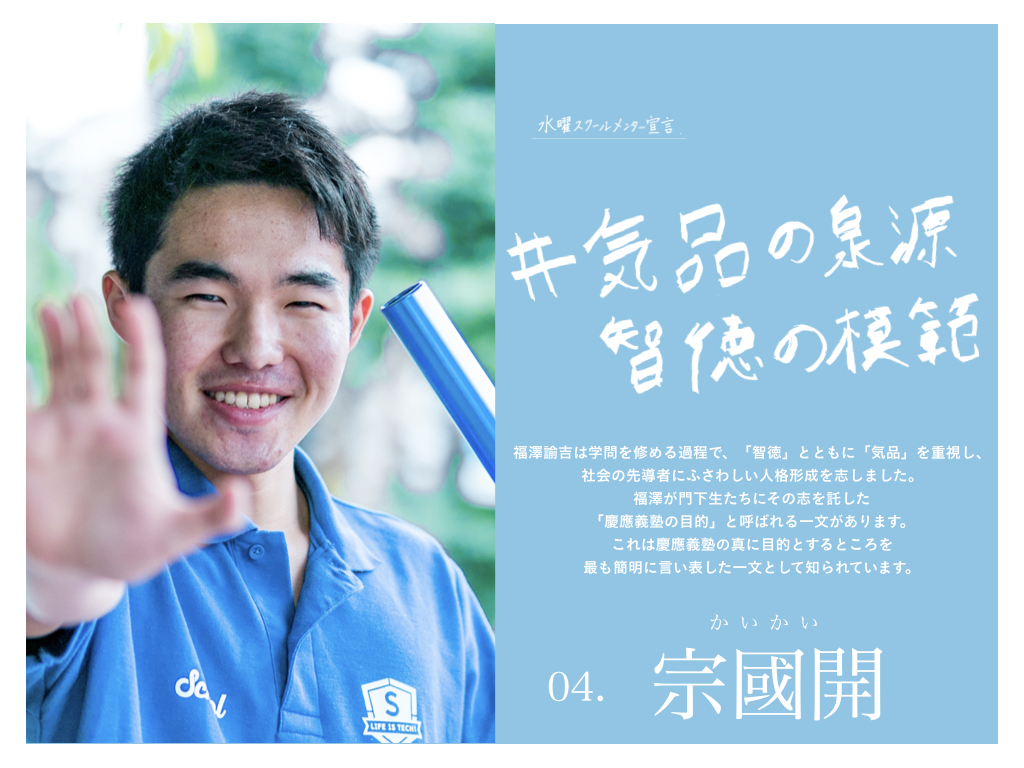 水曜スクールメンター宣言.
#気品の泉源
智徳の模範
福澤諭吉は学問を修める過程で、「智徳」とともに「気品」を重視し、
社会の先導者にふさわしい人格形成を志しました。
福澤が門下生たちにその志を託した
「慶應義塾の目的」と呼ばれる一文があります。
これは慶應義塾の真に目的とするところを
最も簡明に言い表した一文として知られています。
かいかい
04. 宗國開
School
S
LIFE IS TECH!